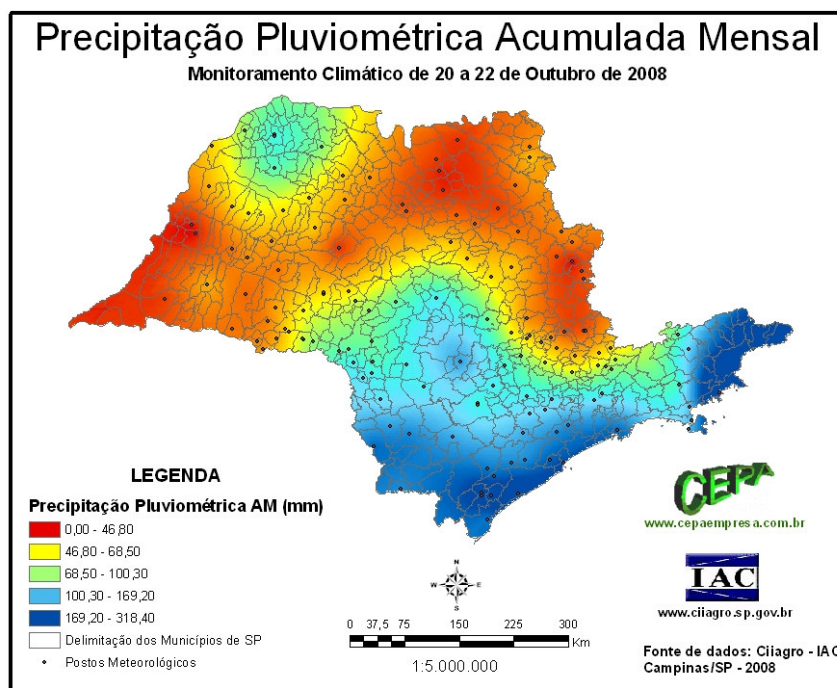 Precipitação Pluviométrica Acumulada Mensal
Monitoramento Climático de 20 a 22 de Outubro de 2008
LEGENDA
Precipitação Pluviométrica AM (mm)
0,00 - 46,80
46,80 - 68,50
68,50 - 100,30
100,30 - 169,20
169,20 - 318,40
Delimitação dos Municípios de SP
Postos Meteorológicos
N
W E
S
0 37,5 75 150 225 300
Km
1:5.000.000
CEPA
www.cepaempresa.com.br
IAC
www.ciiagro.sp.gov.br
Fonte de dados: Ciiagro - IAC
Campinas/SP - 2008